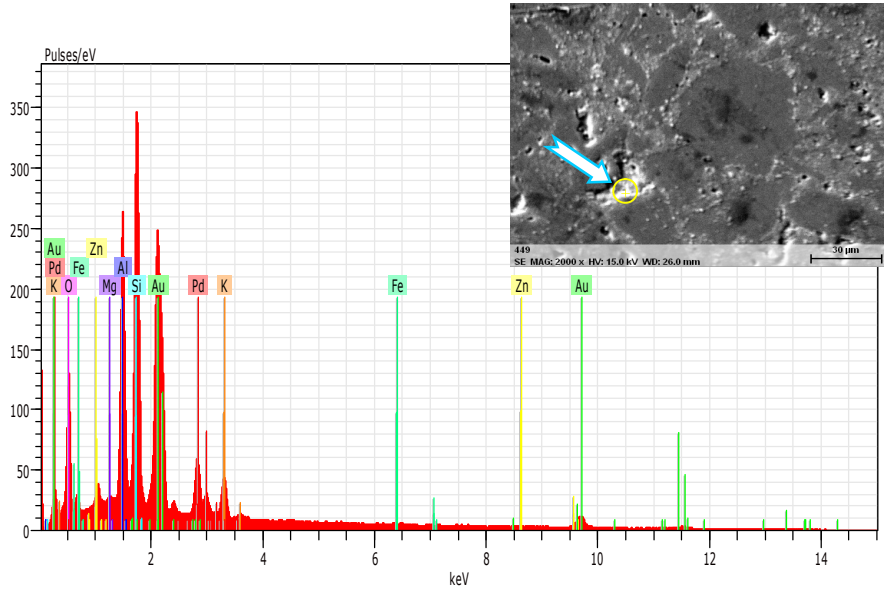 Pulses/eV
350
300
250
200
150
100
50
0
Au
Pd
K
O
Fe
Zn
Mg
Al
Si
Au
Pd
K
Fe
Zn
Au
2 4 6 8 10 12 14
keV
449
SE MAG: 2000 x HV: 15.0 kV WD: 26.0 mm
30 µm